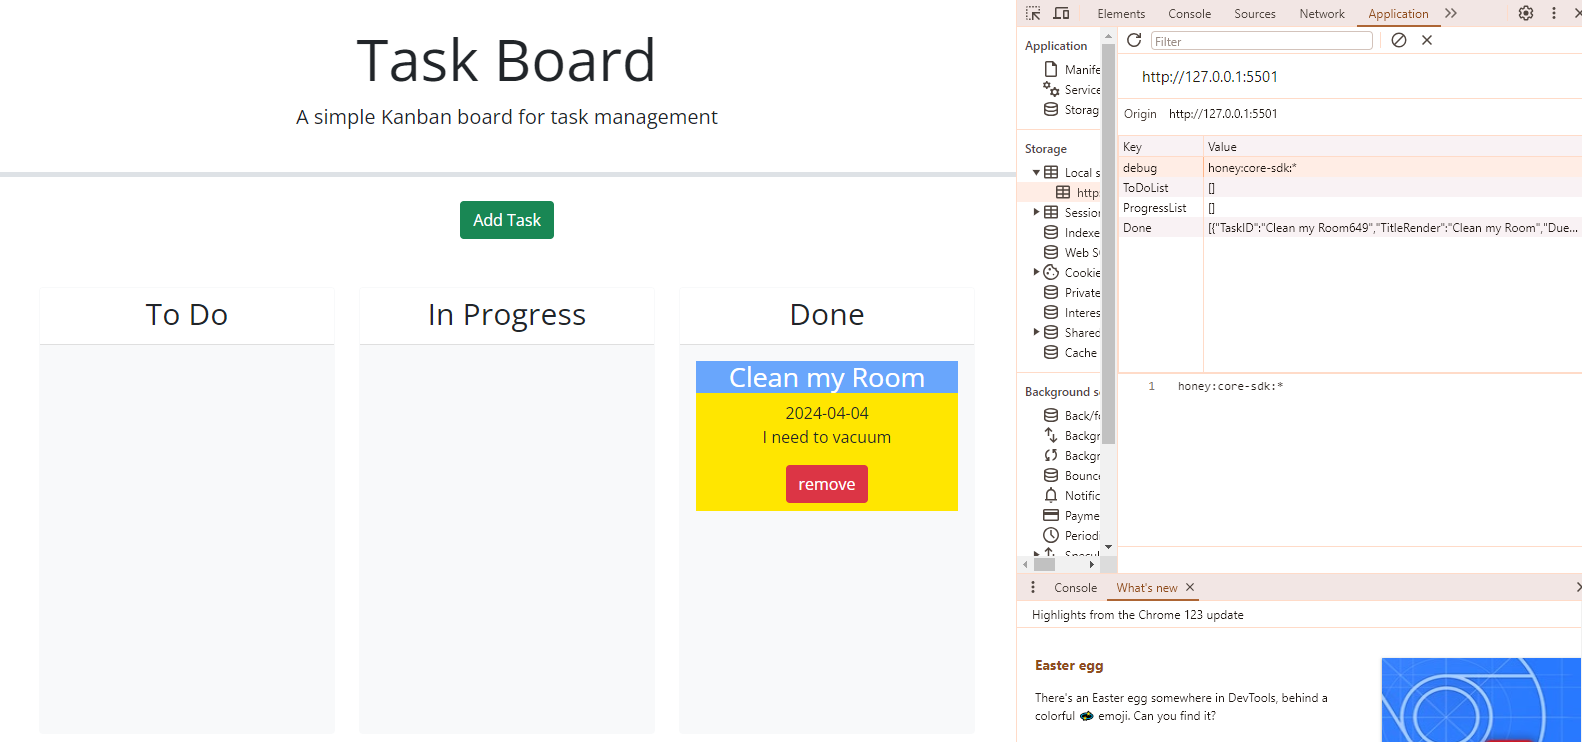 Task Board
A simple Kanban board for task management
Add Task
To Do
In Progress
Done
Clean my Room
2024-04-04
I need to vacuum
remove
Elements Console Sources Network Application
Application
Manife
Service
Storag
Storage
Local s
http:
Session
Indexe
Web S
Cookie
Private
Interes
Shared
Cache
Background se
Back/f
Backgr
Backgr
Bounce
Notific
Payme
Periodi
Filter
http://127.0.0.1:5501
Origin http://127.0.0.1:5501
Key Value
debug honey:core-sdk:*
ToDoList []
ProgressList []
Done [{"TaskID":"Clean my Room649","TitleRender":"Clean my Room","Due...
1 honey:core-sdk:*
Console What's new
Highlights from the Chrome 123 update
Easter egg
There's an Easter egg somewhere in DevTools, behind a
colorful emoji. Can you find it?